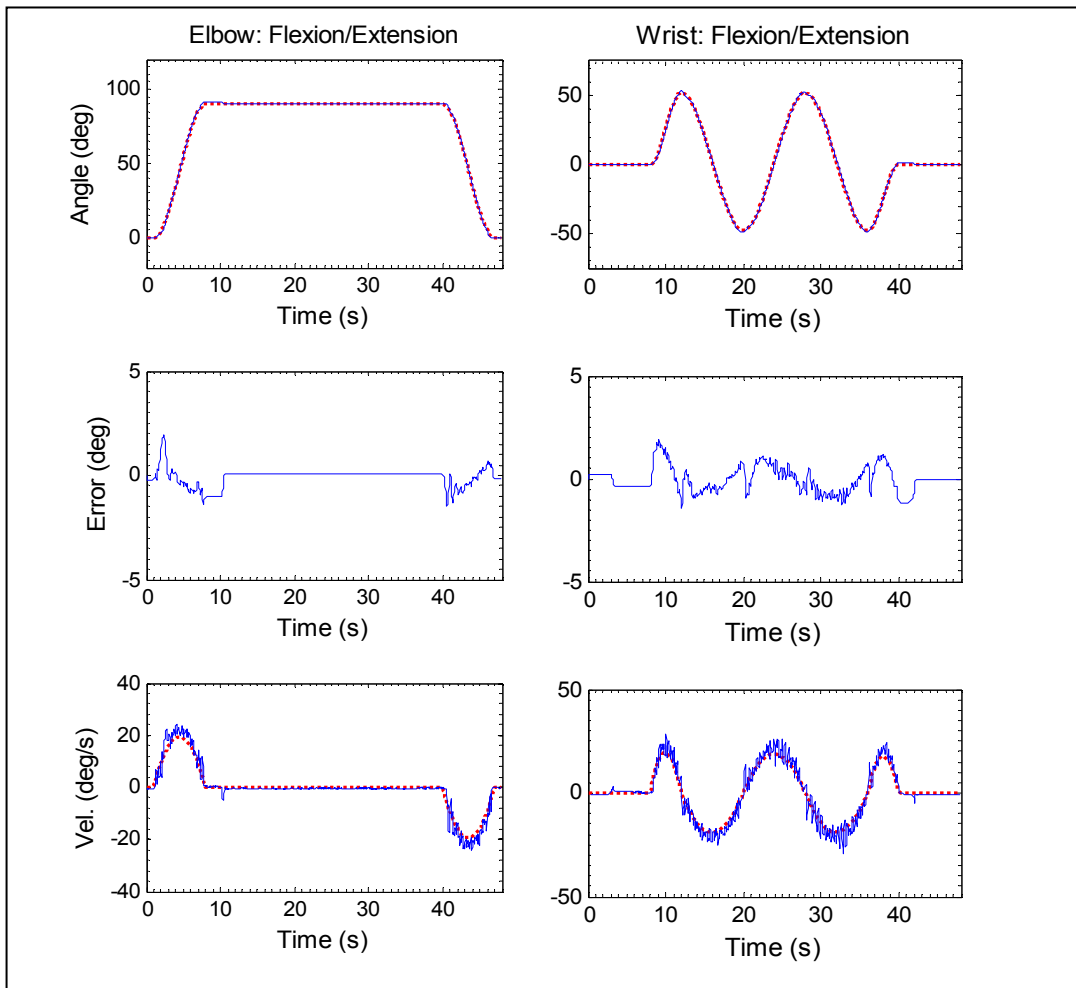 Elbow: Flexion/Extension
Wrist: Flexion/Extension
Angle (deg)
100
50
0
0 10 20 30 40
Time (s)
50
0
-50
0 10 20 30 40
Time (s)
Error (deg)
5
0
-5
0 10 20 30 40
Time (s)
5
0
-5
0 10 20 30 40
Time (s)
Vel. (deg/s)
40
20
0
-20
-40
0 10 20 30 40
Time (s)
50
0
-50
0 10 20 30 40
Time (s)